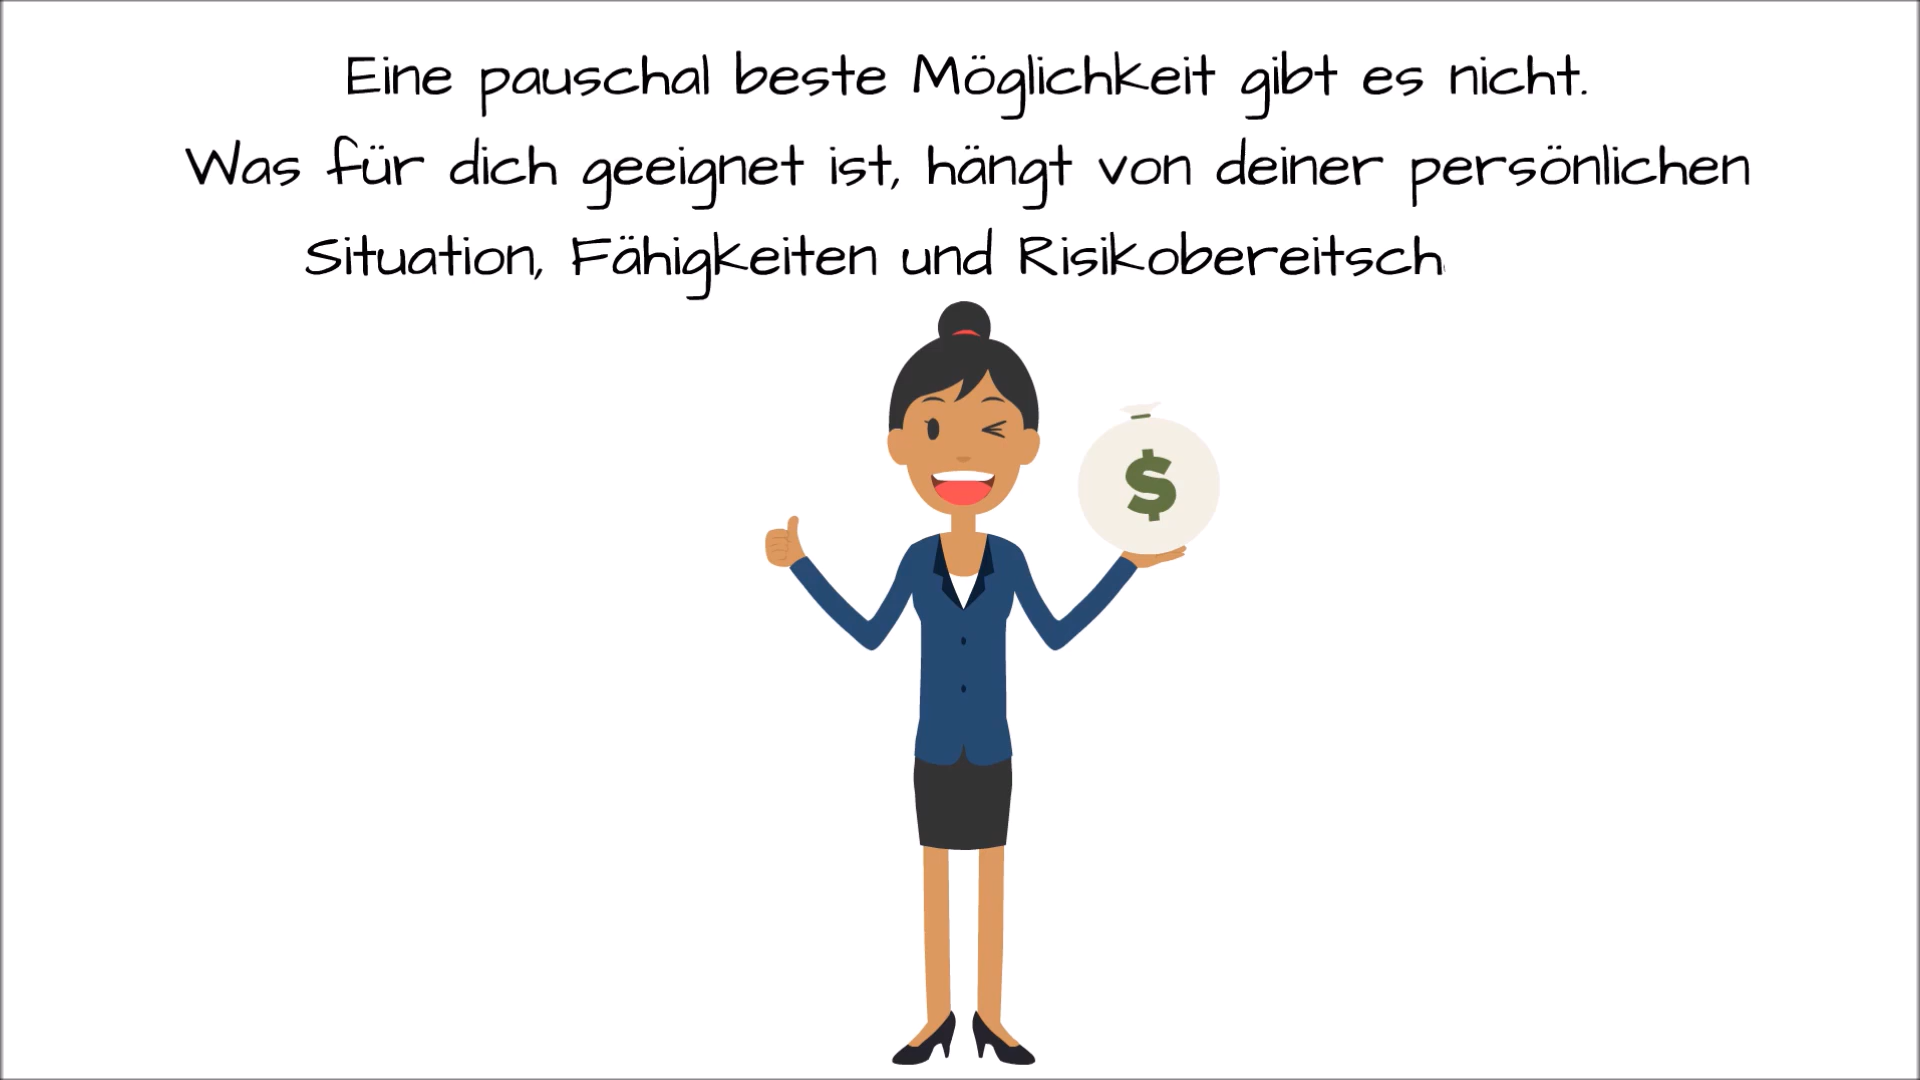 Eine pauschal beste Möglichkeit gibt es nicht.
Was für dich geeignet ist, hängt von deiner persönlichen
Situation, Fähigkeiten und Risikobereitsch
$